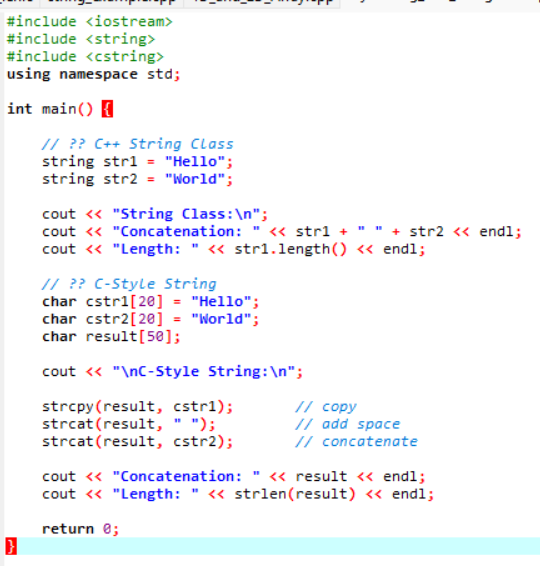 #include <iostream>
#include <string>
#include <cstring>
using namespace std;

int main() {

    // ?? C++ String Class
    string str1 = "Hello";
    string str2 = "World";

    cout << "String Class:\n";
    cout << "Concatenation: " << str1 + " " + str2 << endl;
    cout << "Length: " << str1.length() << endl;

    // ?? C-Style String
    char cstr1[20] = "Hello";
    char cstr2[20] = "World";
    char result[50];

    cout << "\nC-Style String:\n";

    strcpy(result, cstr1);       // copy
    strcat(result, " ");         // add space
    strcat(result, cstr2);       // concatenate

    cout << "Concatenation: " << result << endl;
    cout << "Length: " << strlen(result) << endl;

    return 0;
}